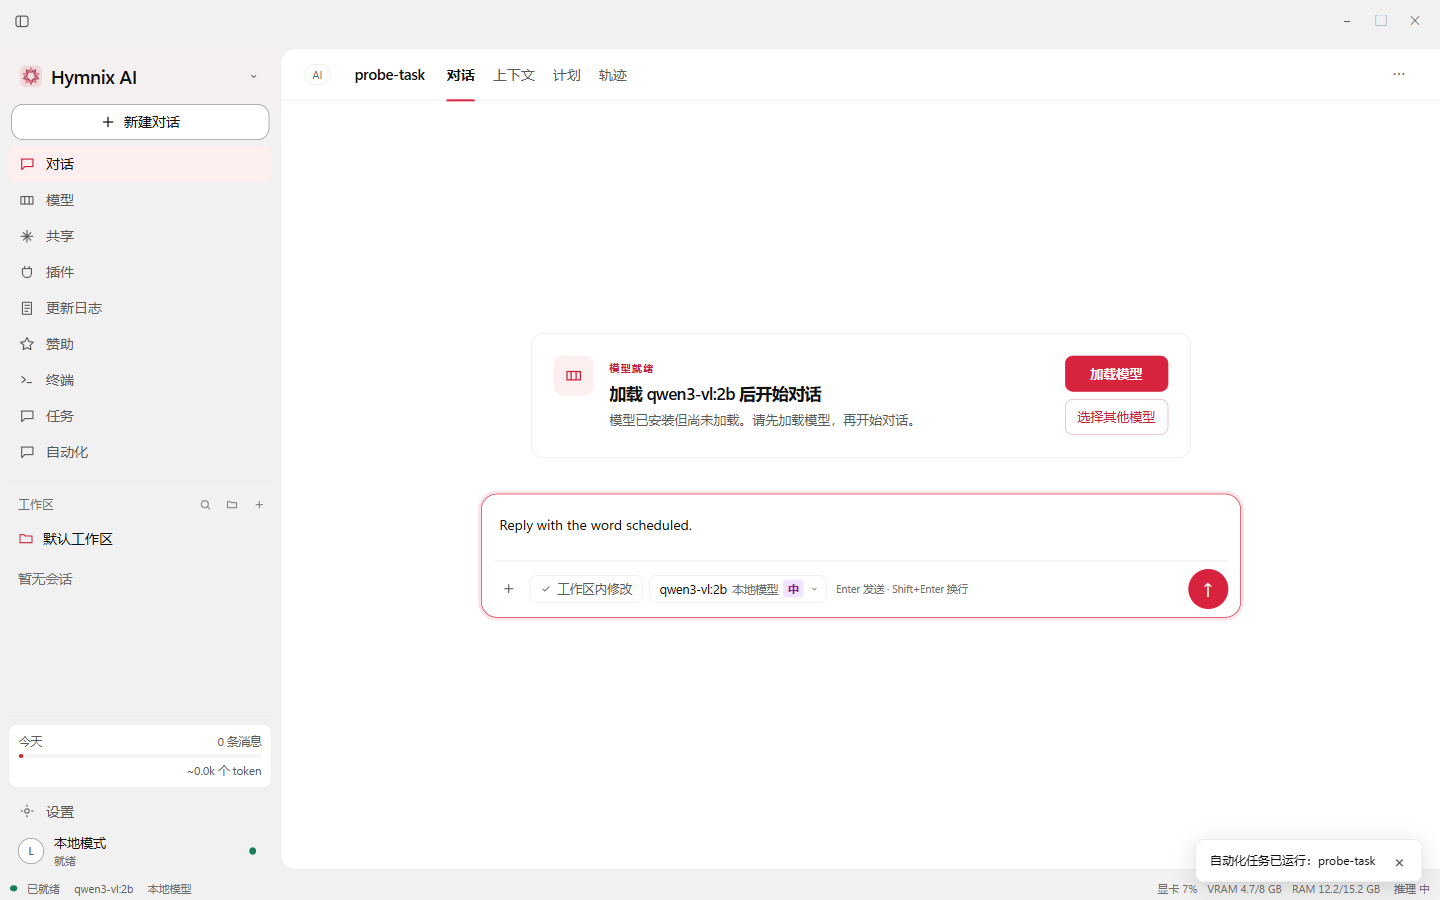 Hymnix AI
新建对话
对话
模型
共享
插件
更新日志
赞助
终端
任务
自动化
工作区
默认工作区
暂无会话
今天 0 条消息
~0.0k 个 token
设置
L 本地模式
就绪
AI probe-task 对话 上下文 计划 轨迹
模型就绪
加载 qwen3-vl:2b 后开始对话
模型已安装但尚未加载。请先加载模型，再开始对话。
加载模型
选择其他模型
Reply with the word scheduled.
工作区内修改 qwen3-vl:2b 本地模型 中 Enter 发送 · Shift+Enter 换行
自动化任务已运行：probe-task
已就绪 qwen3-vl:2b 本地模型 显卡 7% VRAM 4.7/8 GB RAM 12.2/15.2 GB 推理 中